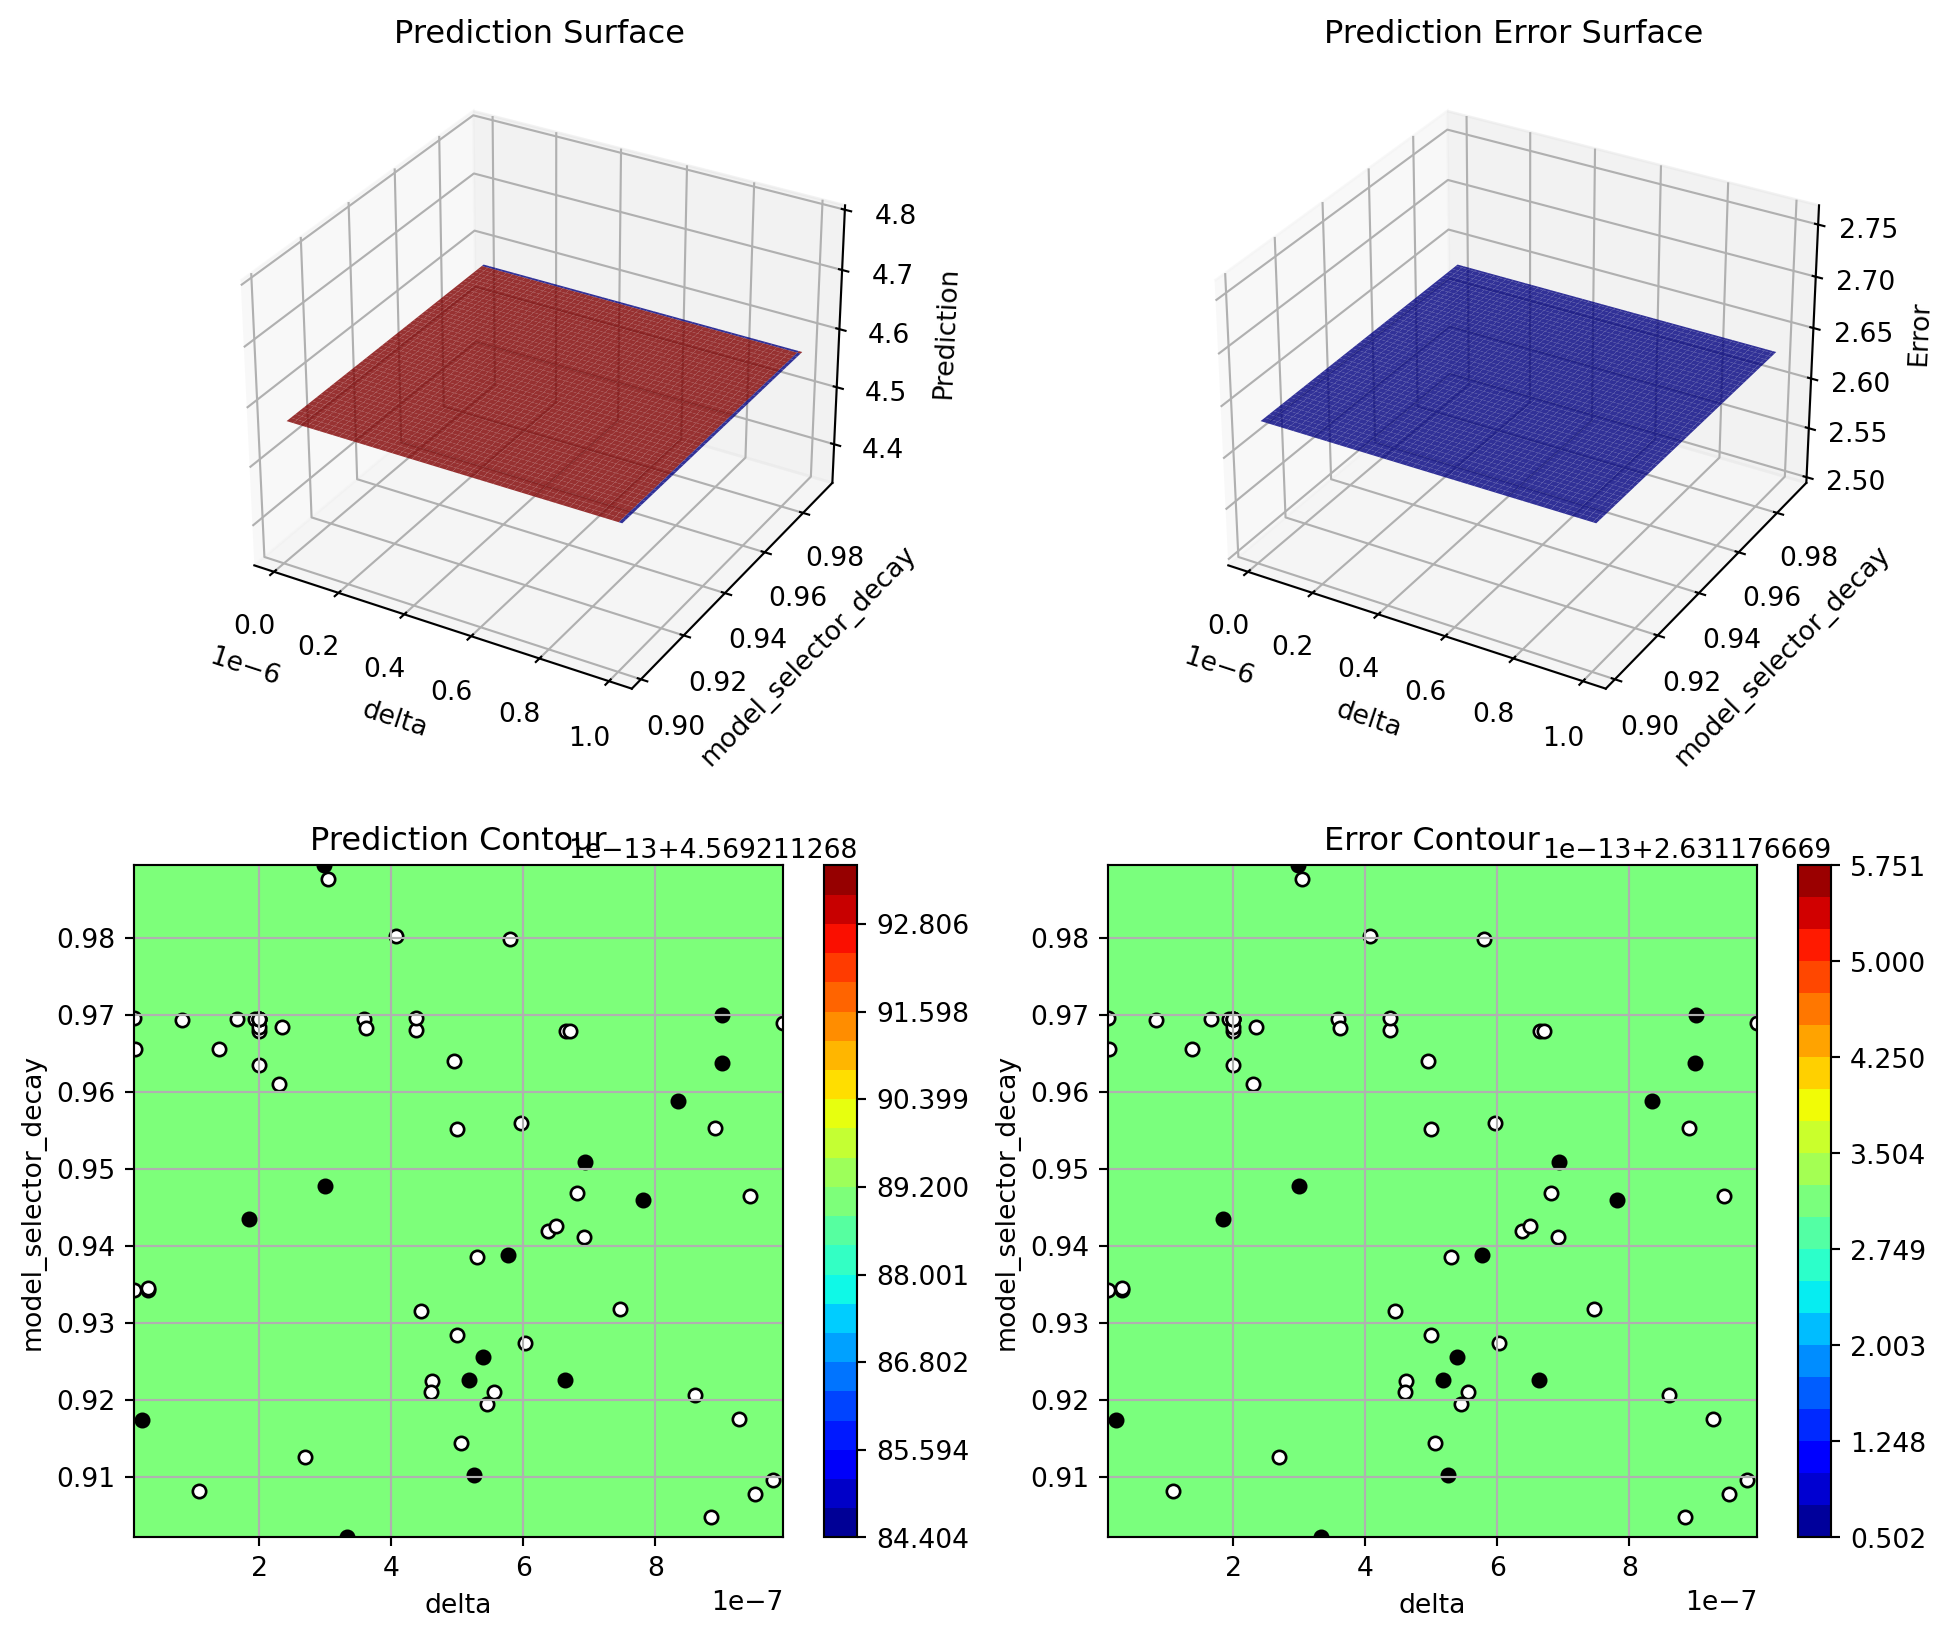 Prediction Surface
4.8
4.7
4.6
4.5
4.4
Prediction
0.0
0.2
0.4
0.6
0.8
1.0
1e−6
delta
0.90
0.92
0.94
0.96
0.98
model_selector_decay
Prediction Error Surface
2.75
2.70
2.65
2.60
2.55
2.50
Error
0.0
0.2
0.4
0.6
0.8
1.0
1e−6
delta
0.90
0.92
0.94
0.96
0.98
model_selector_decay
Prediction Contour
1e−13+4.569211268
0.98
0.97
0.96
0.95
0.94
0.93
0.92
0.91
model_selector_decay
2 4 6 8
1e−7
delta
92.806
91.598
90.399
89.200
88.001
86.802
85.594
84.404
Error Contour
1e−13+2.631176669
0.98
0.97
0.96
0.95
0.94
0.93
0.92
0.91
model_selector_decay
2 4 6 8
1e−7
delta
5.751
5.000
4.250
3.504
2.749
2.003
1.248
0.502